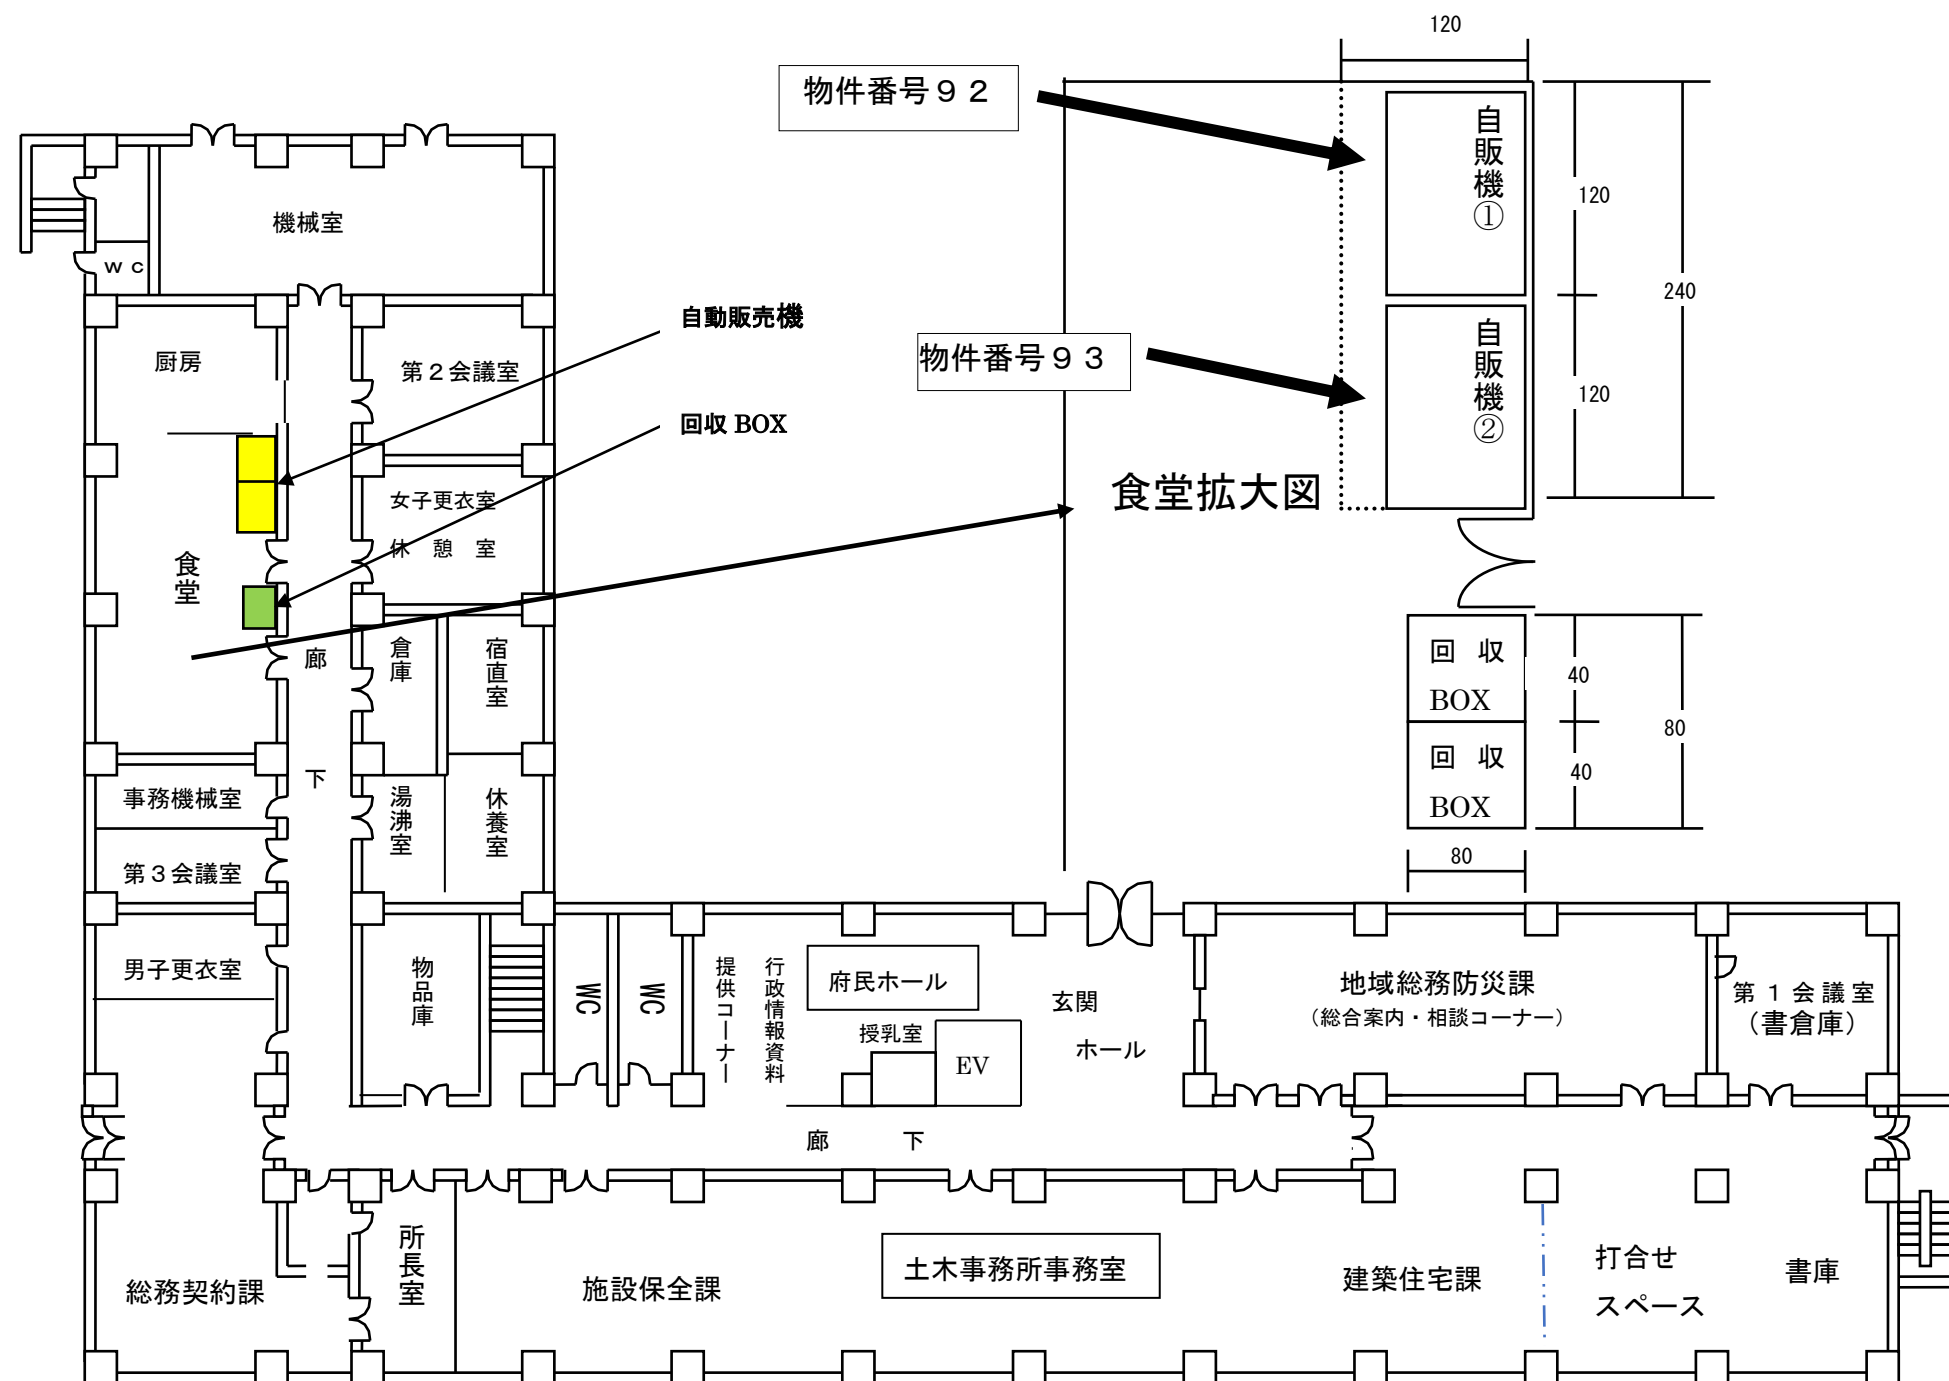 120
物件番号９２
自販機①
120
240
機械室
ＷＣ
自動販売機
物件番号９３
自販機②
120
厨房
第２会議室
回収 BOX
食堂拡大図
女子更衣室
休憩室
食堂
廊下
倉庫
宿直室
回収
BOX
40
80
回収
BOX
40
80
事務機械室
湯沸室
休養室
第３会議室
男子更衣室
物品庫
WC
WC
行政情報資料
提供コーナー
府民ホール
授乳室
EV
玄関
ホール
地域総務防災課
（総合案内・相談コーナー）
第１会議室
（書倉庫）
廊下
総務契約課
所長室
施設保全課
土木事務所事務室
建築住宅課
打合せ
スペース
書庫